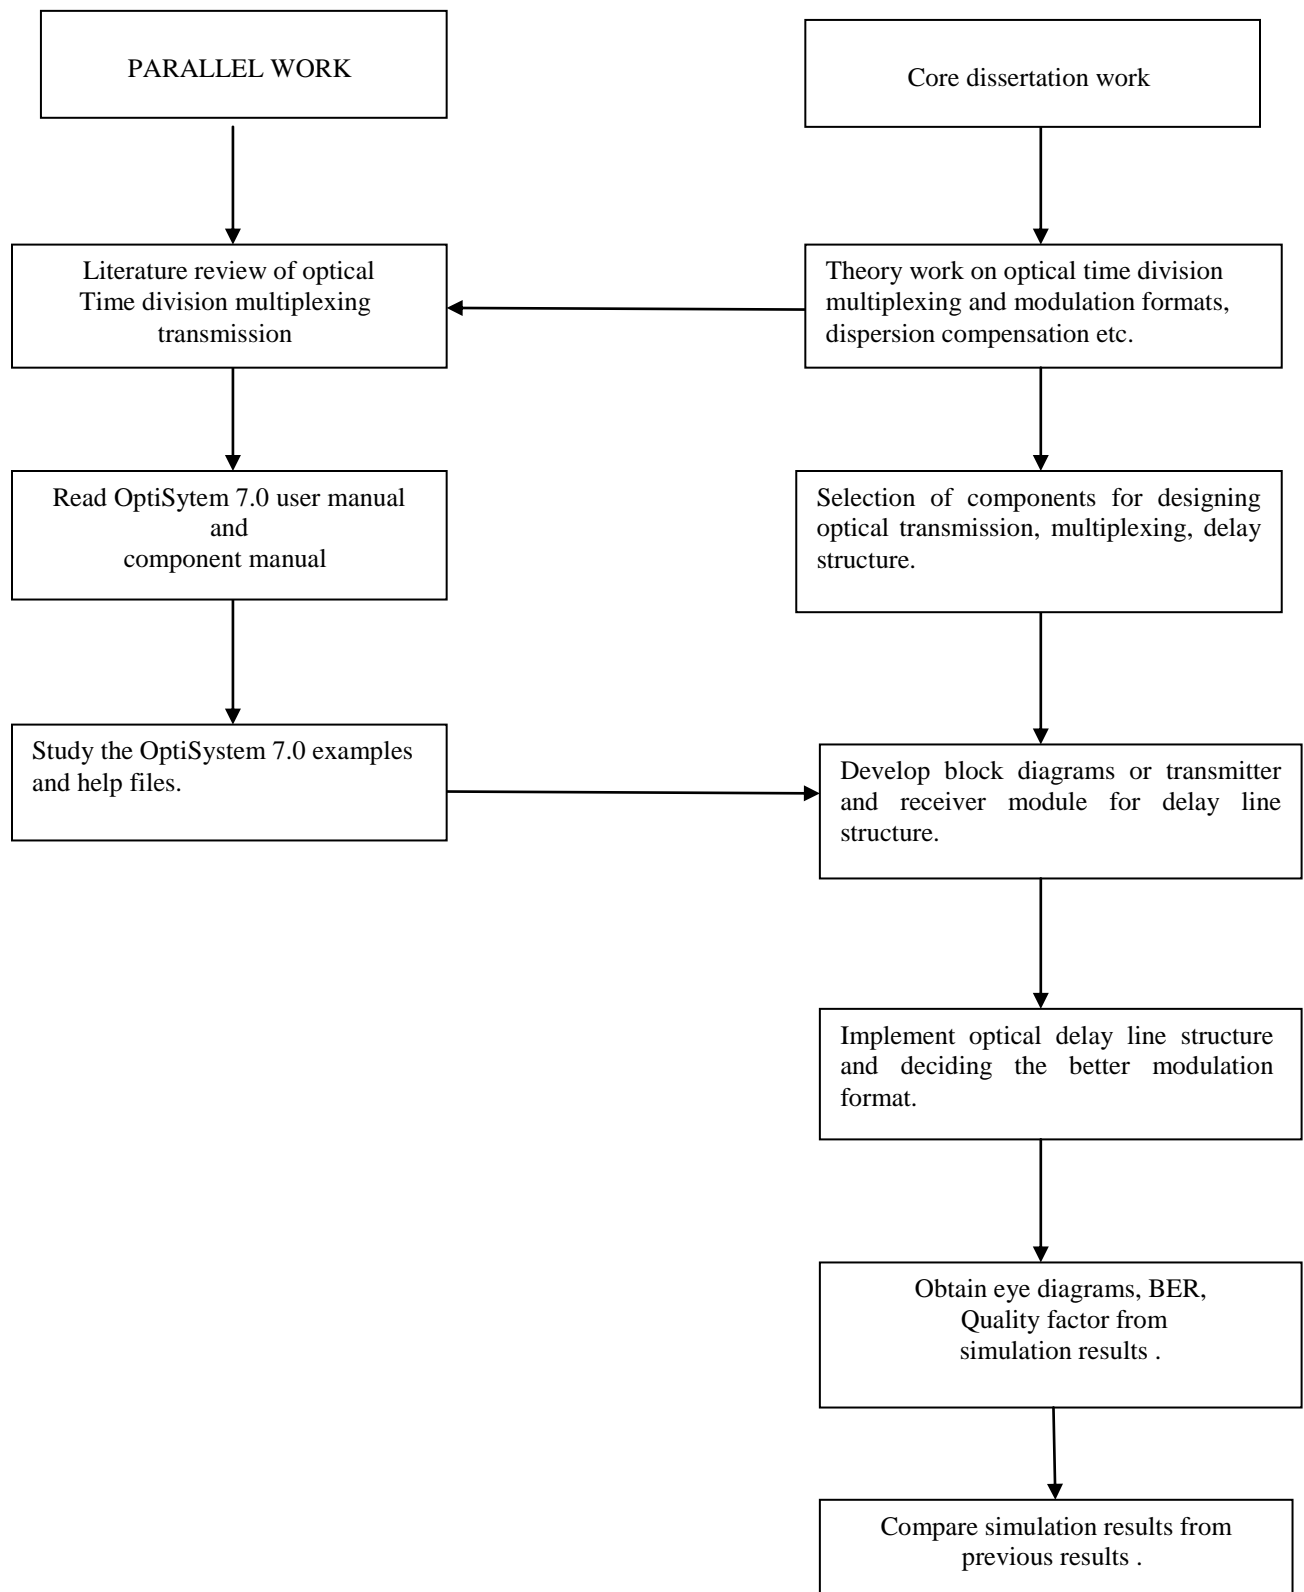 PARALLEL WORK
Core dissertation work
Literature review of optical
Time division multiplexing
transmission
Theory work on optical time division
multiplexing and modulation formats,
dispersion compensation etc.
Read OptiSytem 7.0 user manual
and
component manual
Selection of components for designing
optical transmission, multiplexing, delay
structure.
Study the OptiSystem 7.0 examples
and help files.
Develop block diagrams or transmitter
and receiver module for delay line
structure.
Implement optical delay line structure
and deciding the better modulation
format.
Obtain eye diagrams, BER,
Quality factor from
simulation results .
Compare simulation results from
previous results .